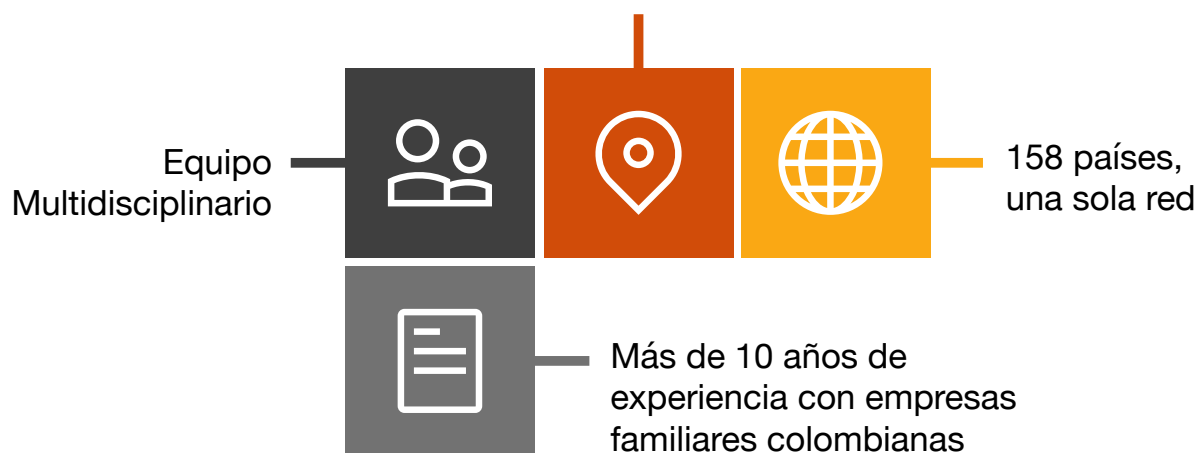 Equipo
Multidisciplinario
158 países,
una sola red
Más de 10 años de
experiencia con empresas
familiares colombianas